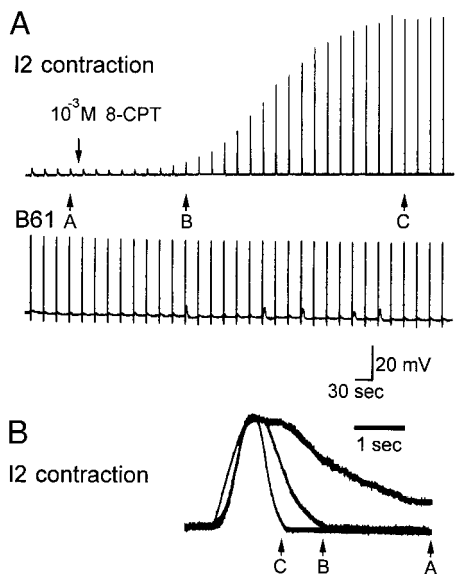 A
I2 contraction
10⁻³M 8-CPT
A
B
C
B61
20 mV
30 sec
B
I2 contraction
1 sec
C
B
A